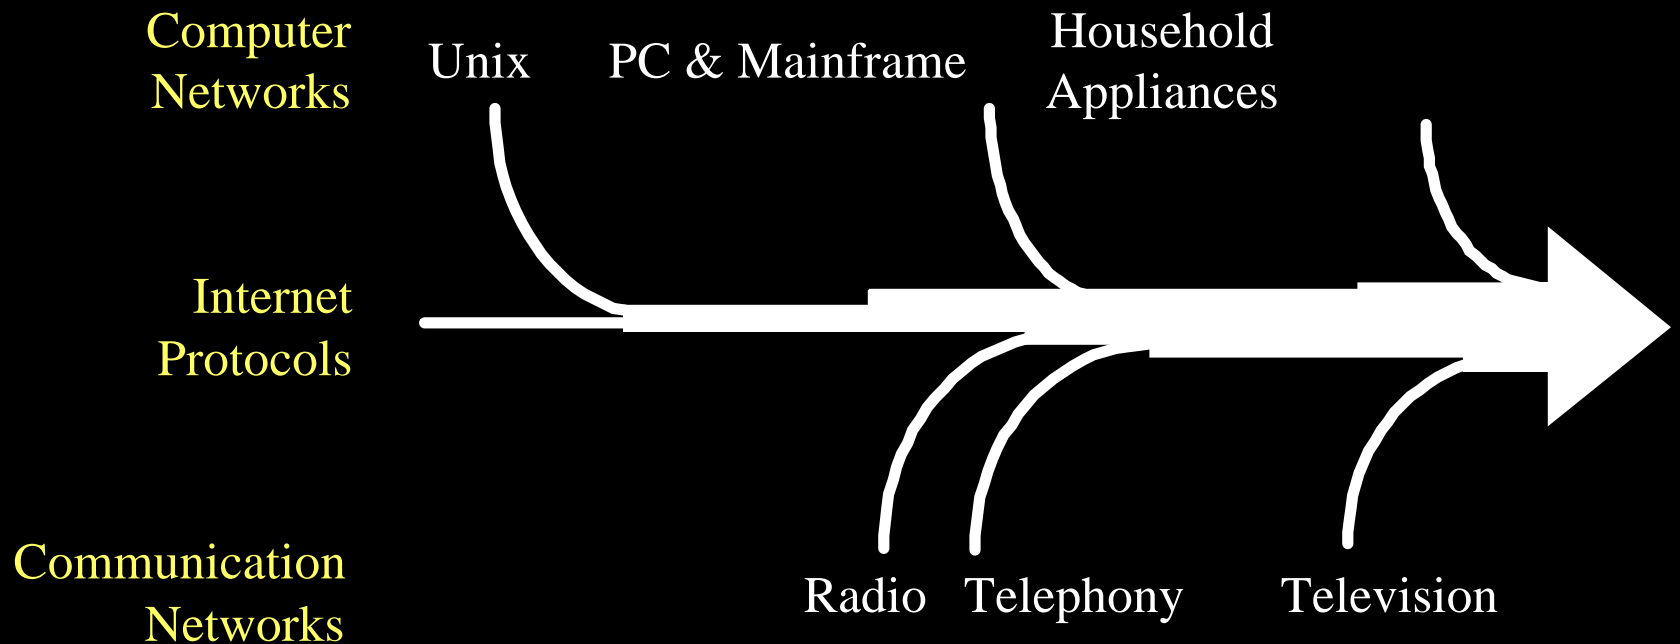 Computer
Networks
Unix
PC & Mainframe
Household
Appliances
Internet
Protocols
Communication
Networks
Radio
Telephony
Television